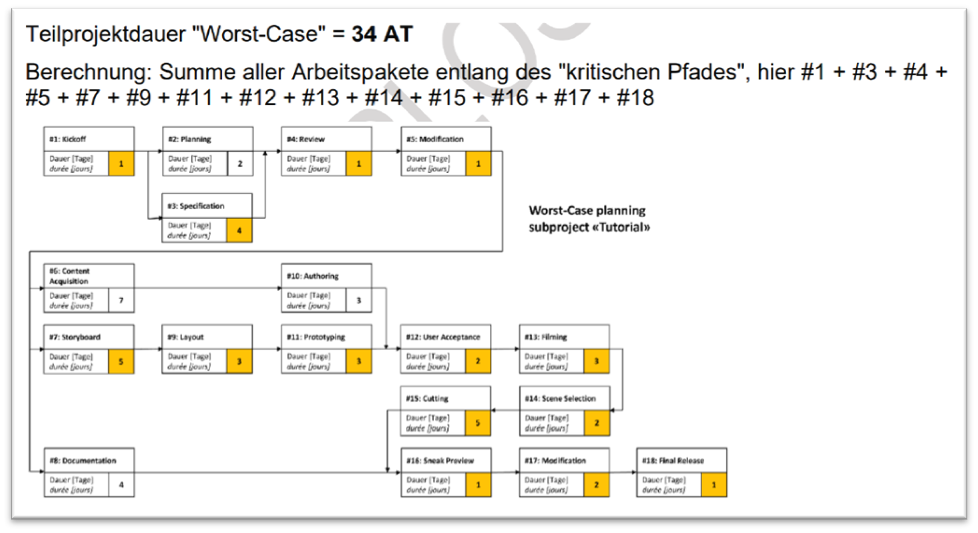 Teilprojektdauer "Worst-Case" = 34 AT
Berechnung: Summe aller Arbeitspakete entlang des "kritischen Pfades", hier #1 + #3 + #4 +
#5 + #7 + #9 + #11 + #12 + #13 + #14 + #15 + #16 + #17 + #18
#1: Kickoff
Dauer [Tage]
durée [jours]
1
#2: Planning
Dauer [Tage]
durée [jours]
2
#4: Review
Dauer [Tage]
durée [jours]
1
#5: Modification
Dauer [Tage]
durée [jours]
1
#3: Specification
Dauer [Tage]
durée [jours]
4
Worst-Case planning
subproject «Tutorial»
#6: Content
Acquisition
Dauer [Tage]
durée [jours]
7
#10: Authoring
Dauer [Tage]
durée [jours]
3
#7: Storyboard
Dauer [Tage]
durée [jours]
5
#9: Layout
Dauer [Tage]
durée [jours]
3
#11: Prototyping
Dauer [Tage]
durée [jours]
3
#12: User Acceptance
Dauer [Tage]
durée [jours]
2
#13: Filming
Dauer [Tage]
durée [jours]
3
#15: Cutting
Dauer [Tage]
durée [jours]
5
#14: Scene Selection
Dauer [Tage]
durée [jours]
2
#8: Documentation
Dauer [Tage]
durée [jours]
4
#16: Sneak Preview
Dauer [Tage]
durée [jours]
1
#17: Modification
Dauer [Tage]
durée [jours]
2
#18: Final Release
Dauer [Tage]
durée [jours]
1